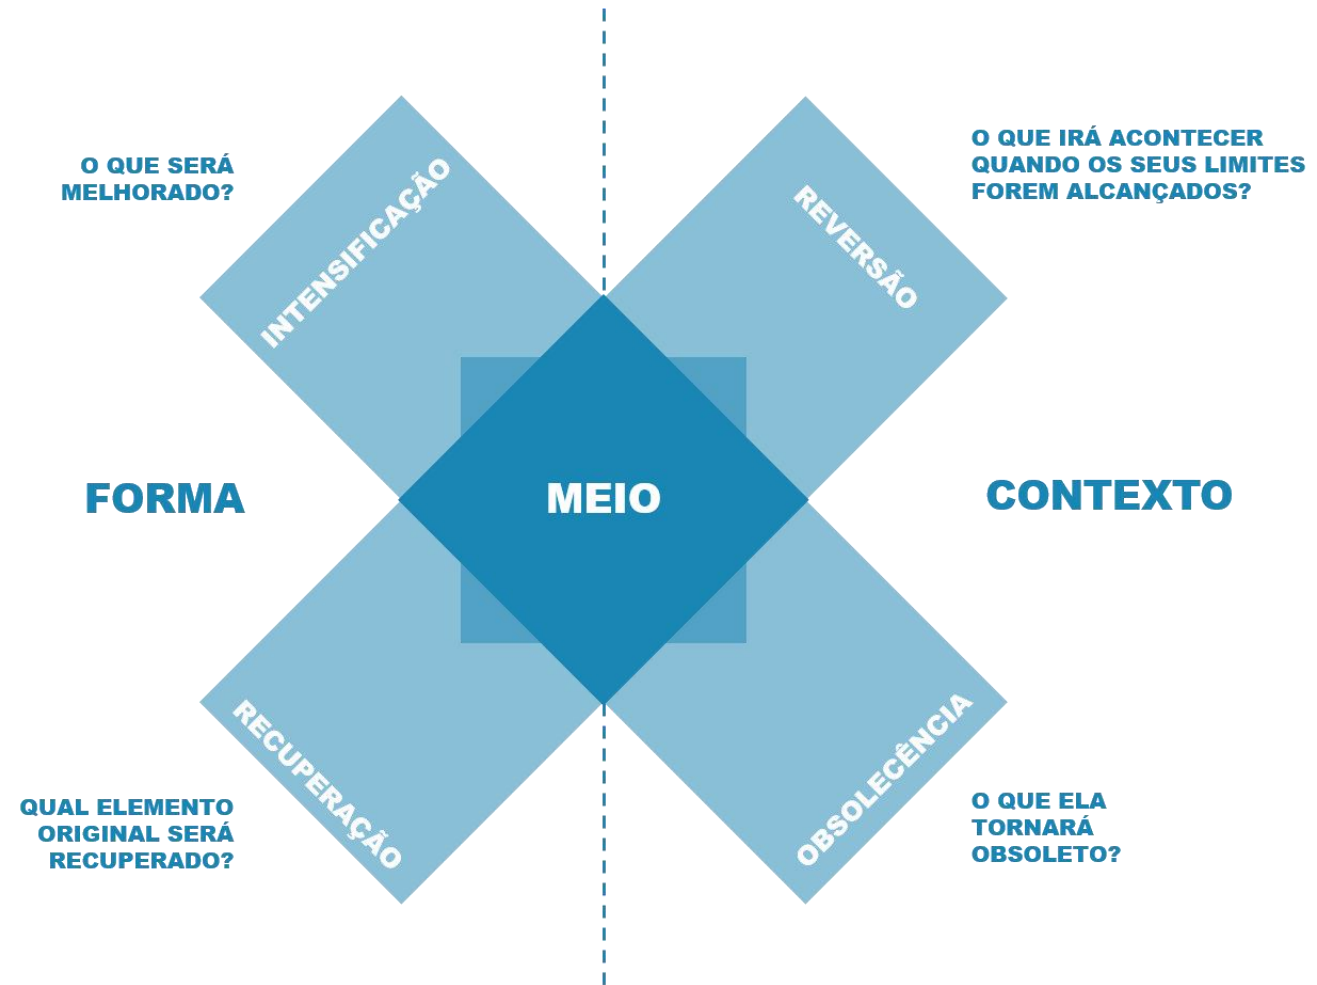 O QUE SERÁ
MELHORADO?
INTENSIFICAÇÃO
REVERSÃO
O QUE IRÁ ACONTECER
QUANDO OS SEUS LIMITES
FOREM ALCANÇADOS?
FORMA
MEIO
CONTEXTO
QUAL ELEMENTO
ORIGINAL SERÁ
RECUPERADO?
RECUPERAÇÃO
OBSOLECÊNCIA
O QUE ELA
TORNARÁ
OBSOLETO?